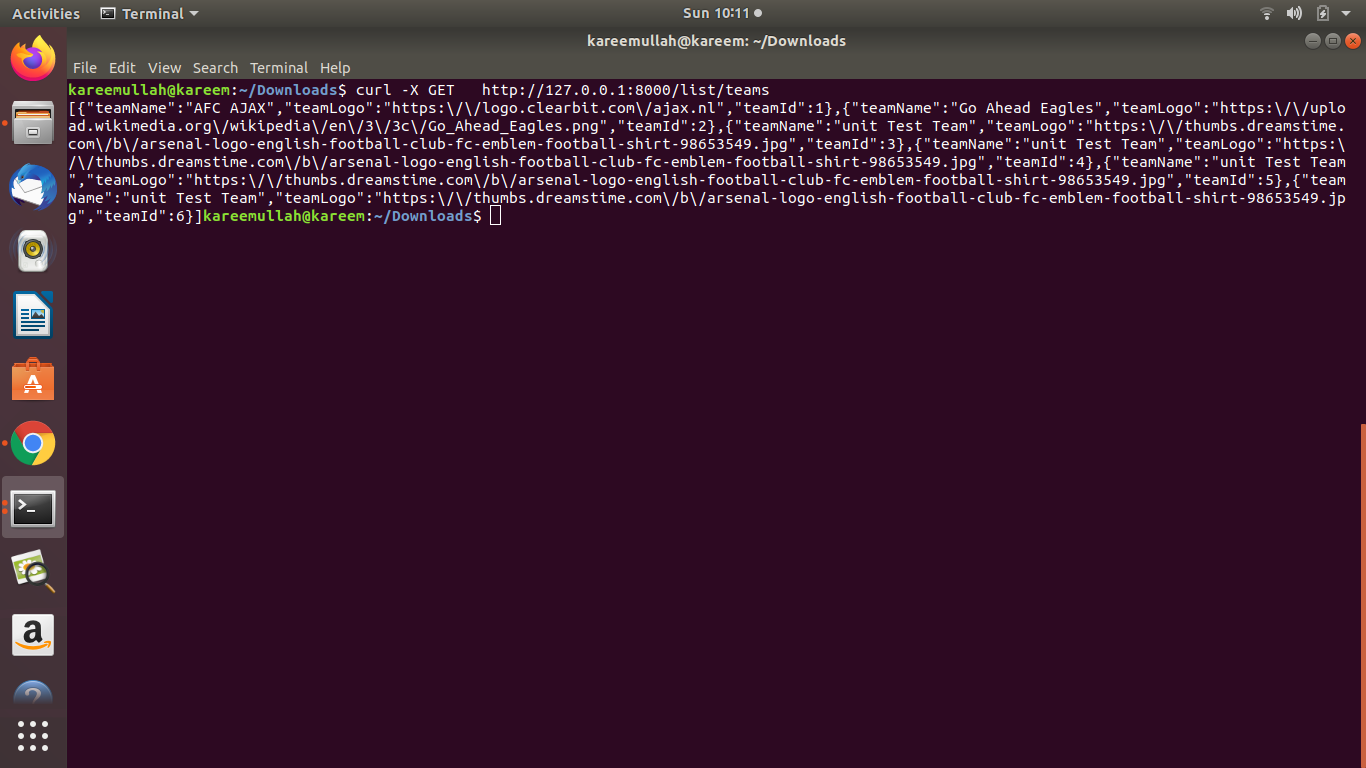 Activities Terminal Sun 10:11
kareemullah@kareem: ~/Downloads
File Edit View Search Terminal Help
kareemullah@kareem:~/Downloads$ curl -X GET   http://127.0.0.1:8000/list/teams
[{"teamName":"AFC AJAX","teamLogo":"https:\/\/logo.clearbit.com\/ajax.nl","teamId":1},{"teamName":"Go Ahead Eagles","teamLogo":"https:\/\/uplo
ad.wikimedia.org\/wikipedia\/en\/3\/3c\/Go_Ahead_Eagles.png","teamId":2},{"teamName":"unit Test Team","teamLogo":"https:\/\/thumbs.dreamstime.
com\/b\/arsenal-logo-english-football-club-fc-emblem-football-shirt-98653549.jpg","teamId":3},{"teamName":"unit Test Team","teamLogo":"https:\
/\/thumbs.dreamstime.com\/b\/arsenal-logo-english-football-club-fc-emblem-football-shirt-98653549.jpg","teamId":4},{"teamName":"unit Test Team
","teamLogo":"https:\/\/thumbs.dreamstime.com\/b\/arsenal-logo-english-football-club-fc-emblem-football-shirt-98653549.jpg","teamId":5},{"team
Name":"unit Test Team","teamLogo":"https:\/\/thumbs.dreamstime.com\/b\/arsenal-logo-english-football-club-fc-emblem-football-shirt-98653549.jp
g","teamId":6}]kareemullah@kareem:~/Downloads$